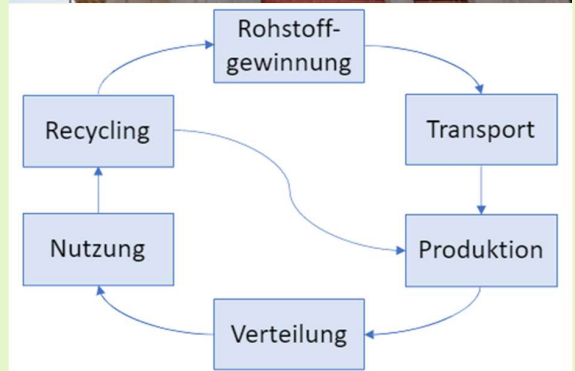 Rohstoff-
gewinnung
Recycling
Transport
Nutzung
Produktion
Verteilung